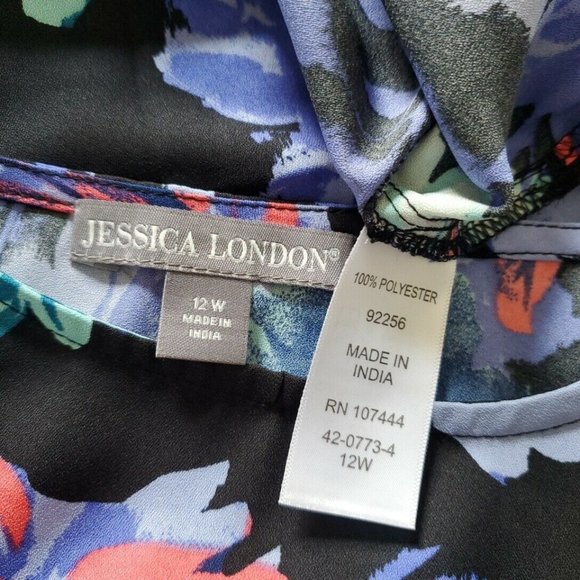 JESSICA LONDON®
12 W
MADE IN
INDIA
100% POLYESTER
92256
MADE IN
INDIA
RN 107444
42-0773-4
12W